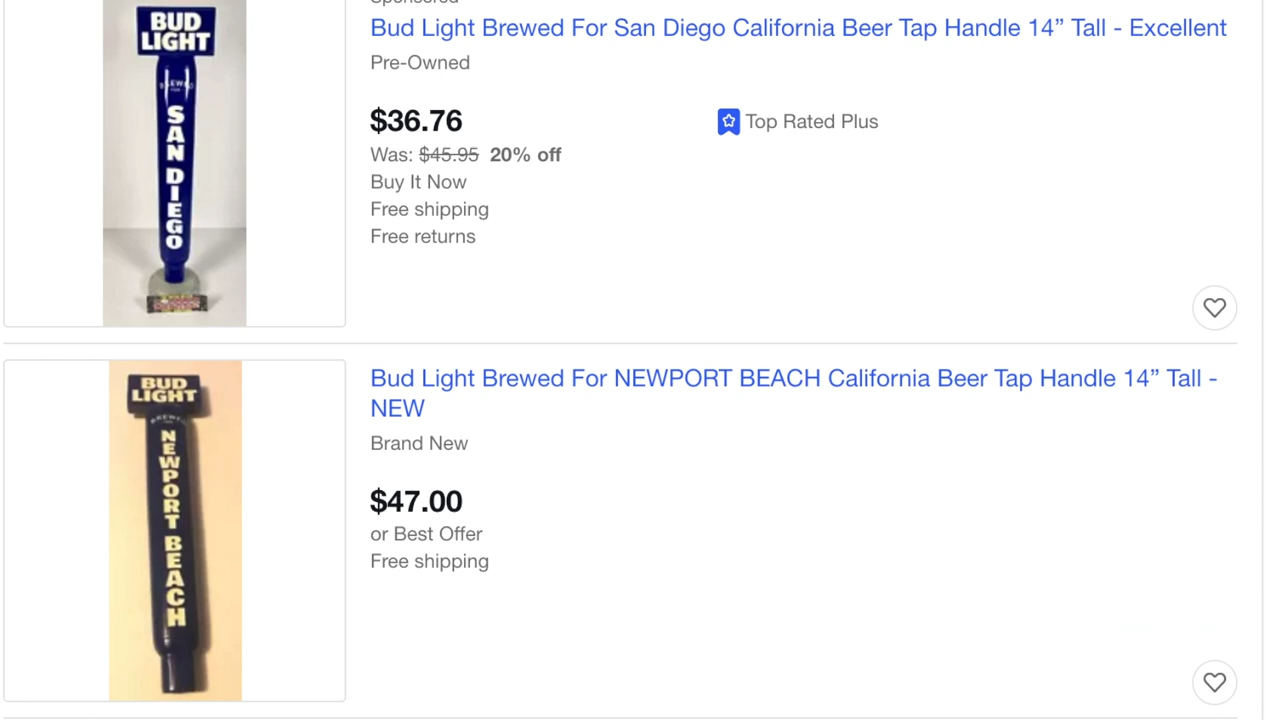 Sponsored
BUD
LIGHT
BREWED
FOR
SAN DIEGO
Bud Light Brewed For San Diego California Beer Tap Handle 14” Tall - Excellent
Pre-Owned
$36.76
Top Rated Plus
Was: $45.95 20% off
Buy It Now
Free shipping
Free returns
BUD
LIGHT
NEWPORT BEACH
Bud Light Brewed For NEWPORT BEACH California Beer Tap Handle 14” Tall -
NEW
Brand New
$47.00
or Best Offer
Free shipping